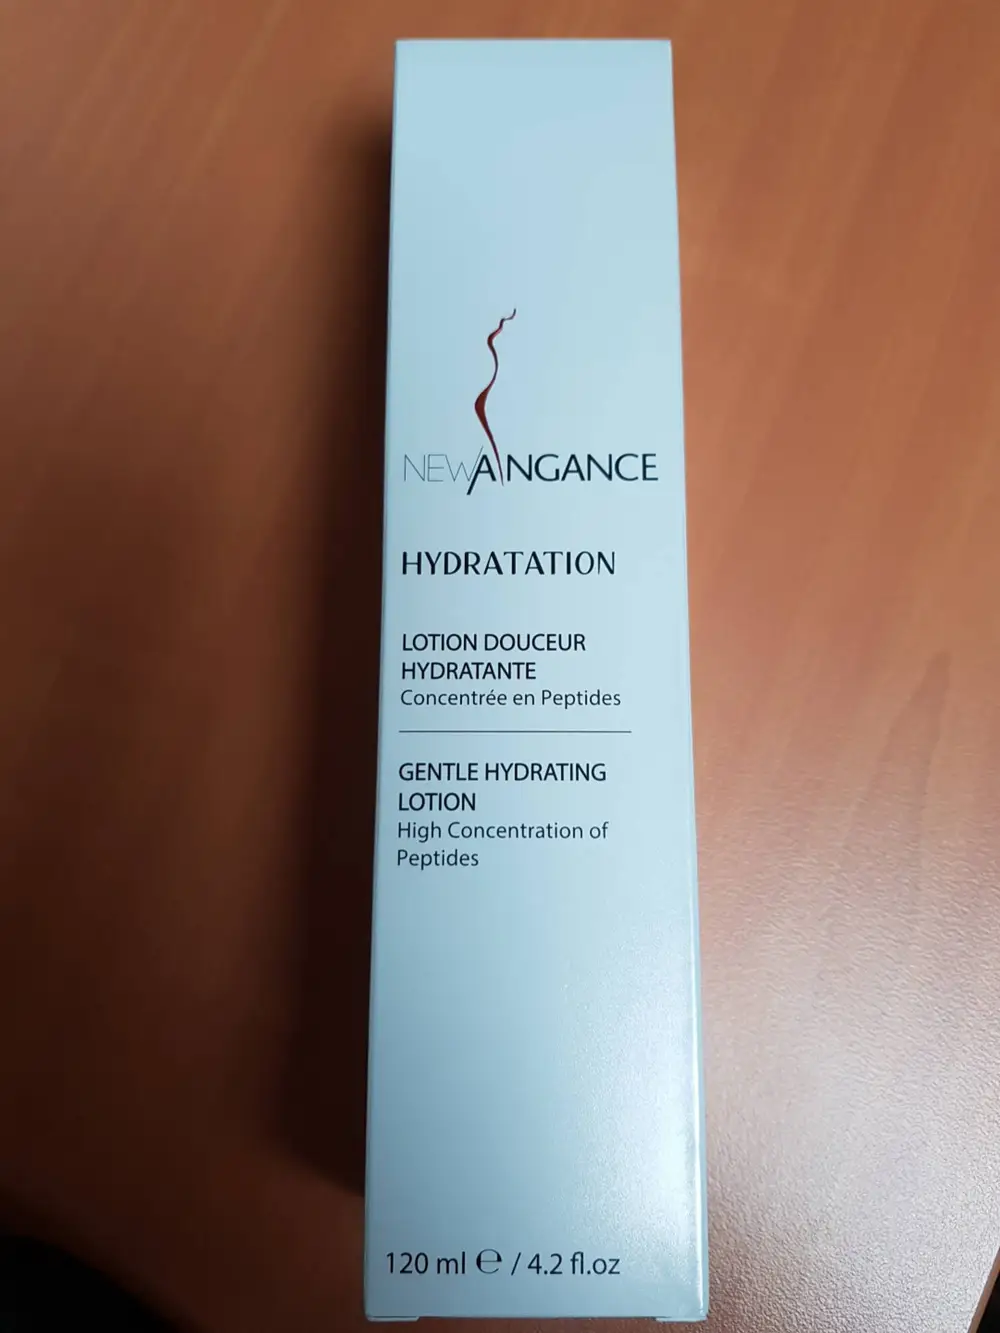 NEWANGANCE
HYDRATATION
LOTION DOUCEUR
HYDRATANTE
Concentrée en Peptides
GENTLE HYDRATING
LOTION
High Concentration of
Peptides
120 ml ℮ / 4.2 fl.oz